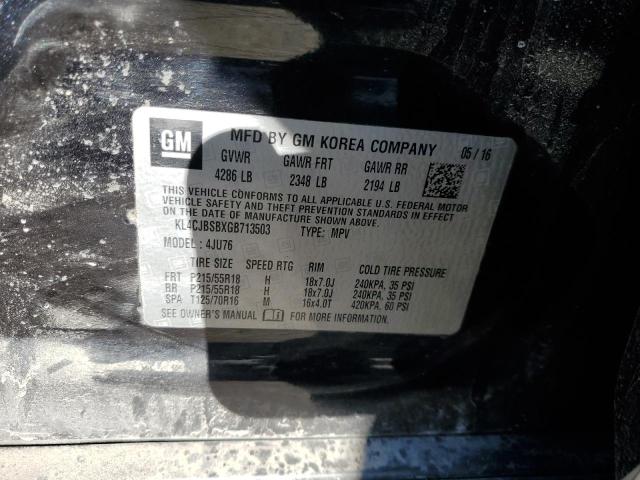 GM MFD BY GM KOREA COMPANY 05 / 16
GVWR GAWR FRT GAWR RR
4286 LB 2348 LB 2194 LB
THIS VEHICLE CONFORMS TO ALL APPLICABLE U.S. FEDERAL MOTOR
VEHICLE SAFETY AND THEFT PREVENTION STANDARDS IN EFFECT ON THE DATE
OF MANUFACTURE SHOWN ABOVE.
KL4CJBSBXGB713503 TYPE: MPV
MODEL: 4JU76
TIRE SIZE SPEED RTG RIM COLD TIRE PRESSURE
FRT P215/55R18 H 18x7.0J 240KPA, 35 PSI
RR P215/55R18 H 18x7.0J 240KPA, 35 PSI
SPA T125/70R16 M 16x4.0T 420KPA, 60 PSI
SEE OWNER'S MANUAL FOR MORE INFORMATION.